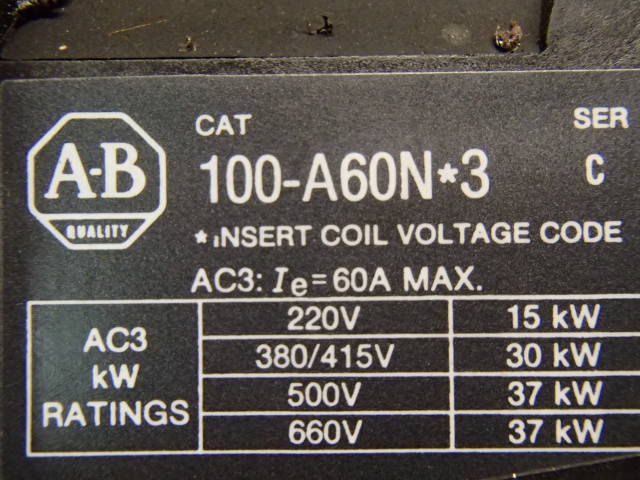 CAT
SER
A-B
QUALITY
100-A60N*3
C
*INSERT COIL VOLTAGE CODE
AC3: Ie=60A MAX.
AC3
kW
RATINGS
220V 15 kW
380/415V 30 kW
500V 37 kW
660V 37 kW